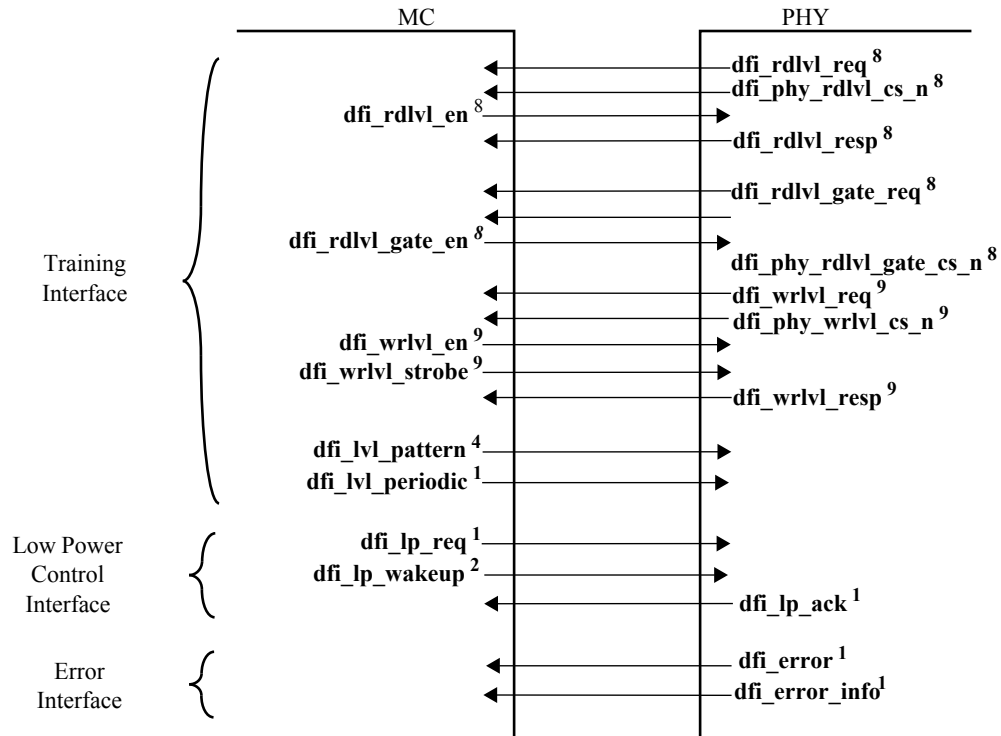 MC
PHY
dfi_rdlvl_req 8
dfi_phy_rdlvl_cs_n 8
dfi_rdlvl_en 8
dfi_rdlvl_resp 8
dfi_rdlvl_gate_req 8
dfi_rdlvl_gate_en 8
Training
Interface
dfi_phy_rdlvl_gate_cs_n 8
dfi_wrlvl_req 9
dfi_phy_wrlvl_cs_n 9
dfi_wrlvl_en 9
dfi_wrlvl_strobe 9
dfi_wrlvl_resp 9
dfi_lvl_pattern 4
dfi_lvl_periodic 1
Low Power
Control
Interface
dfi_lp_req 1
dfi_lp_wakeup 2
dfi_lp_ack 1
Error
Interface
dfi_error 1
dfi_error_info 1